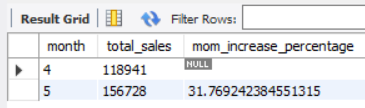 Result Grid Filter Rows:
month total_sales mom_increase_percentage
4 118941 NULL
5 156728 31.769242384551315